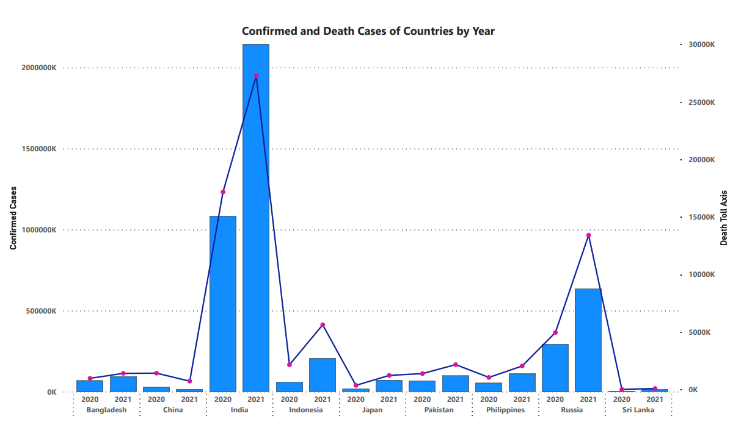 Confirmed and Death Cases of Countries by Year
30000K
2000000K
25000K
20000K
1500000K
15000K
1000000K
10000K
500000K
5000K
0K
0K
Confirmed Cases
Death Toll Axis
2020 2021 2020 2021 2020 2021 2020 2021 2020 2021 2020 2021 2020 2021 2020 2021 2020 2021
Bangladesh China India Indonesia Japan Pakistan Philippines Russia Sri Lanka